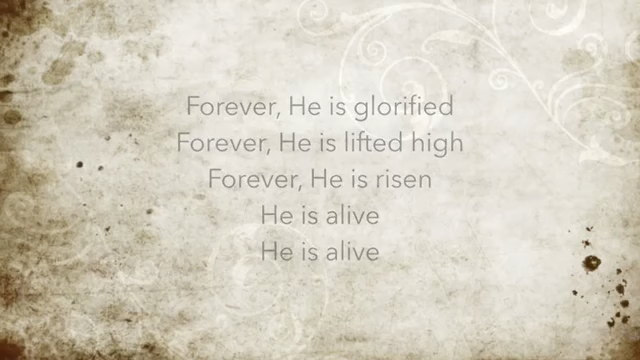 Forever, He is glorified
Forever, He is lifted high
Forever, He is risen
He is alive
He is alive